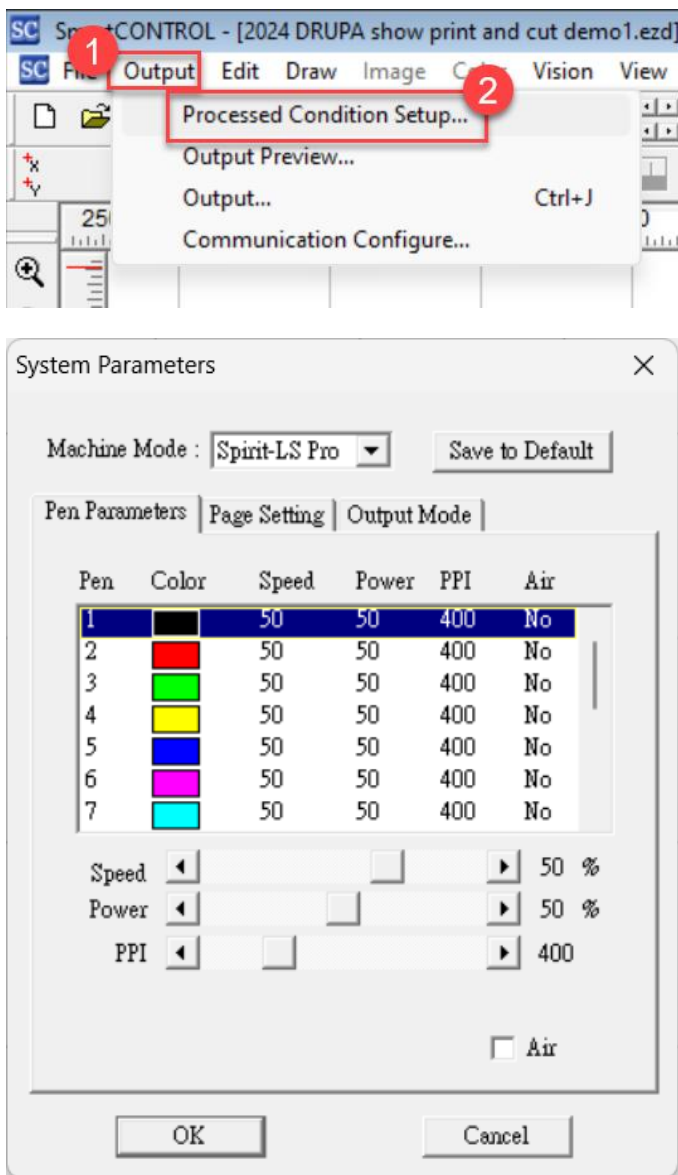 SC SmartCONTROL - [2024 DRUPA show print and cut demo1.ezd]
1
SC File Output Edit Draw Image Vision View
2
Processed Condition Setup...
Output Preview...
Output... Ctrl+J
Communication Configure...
System Parameters
Machine Mode : Spirit-LS Pro Save to Default
Pen Parameters Page Setting Output Mode
Pen Color Speed Power PPI Air
1 50 50 400 No
2 50 50 400 No
3 50 50 400 No
4 50 50 400 No
5 50 50 400 No
6 50 50 400 No
7 50 50 400 No
Speed 50 %
Power 50 %
PPI 400
Air
OK Cancel